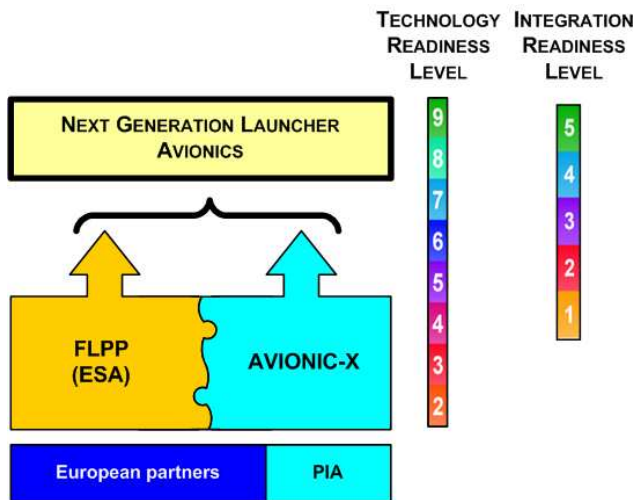 TECHNOLOGY
READINESS
LEVEL
INTEGRATION
READINESS
LEVEL
NEXT GENERATION LAUNCHER
AVIONICS
9
8
7
6
5
4
3
2
5
4
3
2
1
FLPP
(ESA)
AVIONIC-X
European partners
PIA